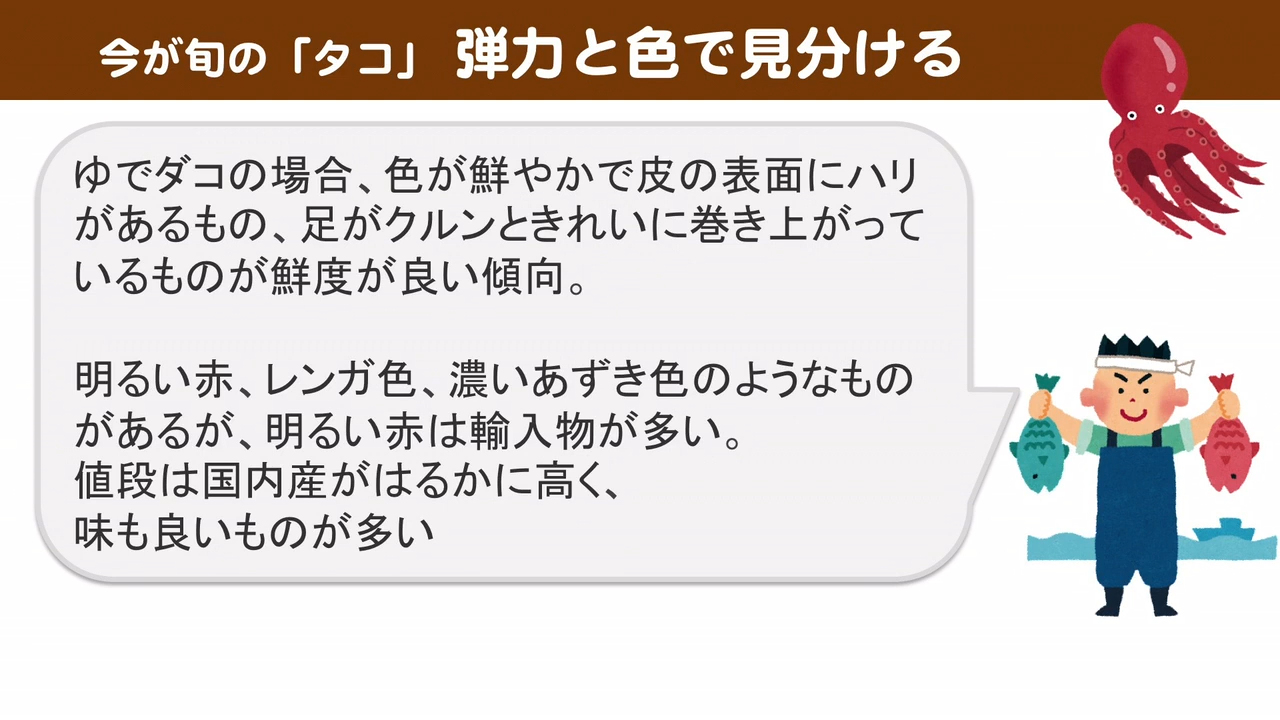 今が旬の「タコ」 弾力と色で見分ける
ゆでダコの場合、色が鮮やかで皮の表面にハリ
があるもの、足がクルンときれいに巻き上がって
いるものが鮮度が良い傾向。
明るい赤、レンガ色、濃いあずき色のようなもの
があるが、明るい赤は輸入物が多い。
値段は国内産がはるかに高く、
味も良いものが多い